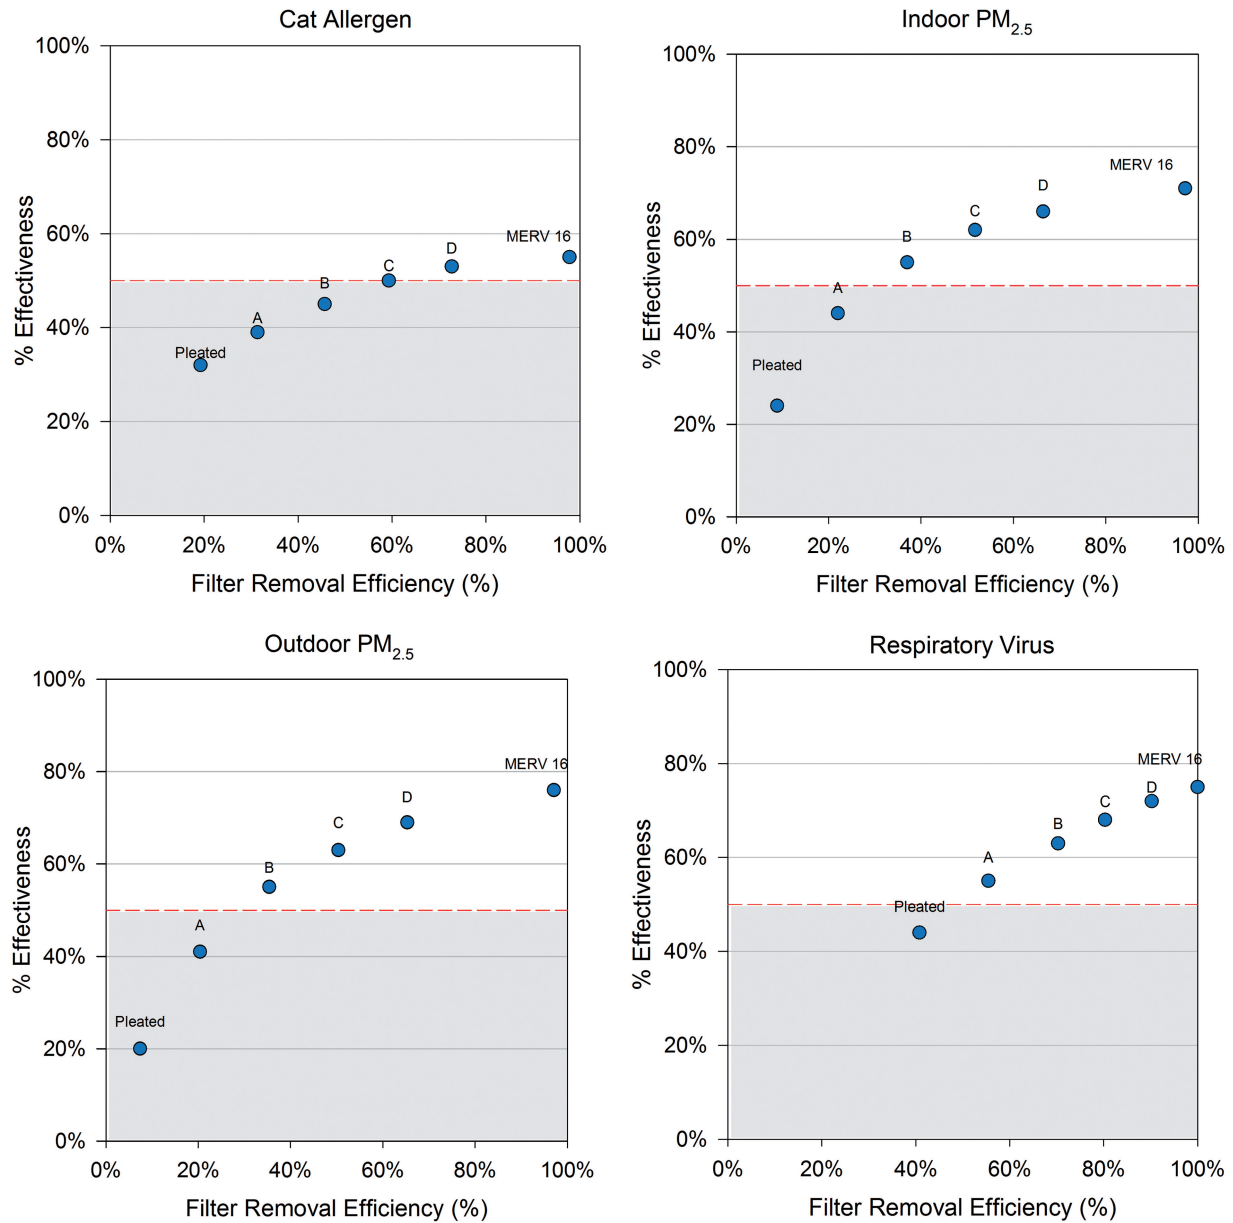 Cat Allergen
100%
80%
60%
40%
20%
0%
% Effectiveness
Pleated
A
B
C
D
MERV 16
0% 20% 40% 60% 80% 100%
Filter Removal Efficiency (%)
Indoor PM2.5
100%
80%
60%
40%
20%
0%
% Effectiveness
Pleated
A
B
C
D
MERV 16
0% 20% 40% 60% 80% 100%
Filter Removal Efficiency (%)
Outdoor PM2.5
100%
80%
60%
40%
20%
0%
% Effectiveness
Pleated
A
B
C
D
MERV 16
0% 20% 40% 60% 80% 100%
Filter Removal Efficiency (%)
Respiratory Virus
100%
80%
60%
40%
20%
0%
% Effectiveness
Pleated
A
B
C
D
MERV 16
0% 20% 40% 60% 80% 100%
Filter Removal Efficiency (%)